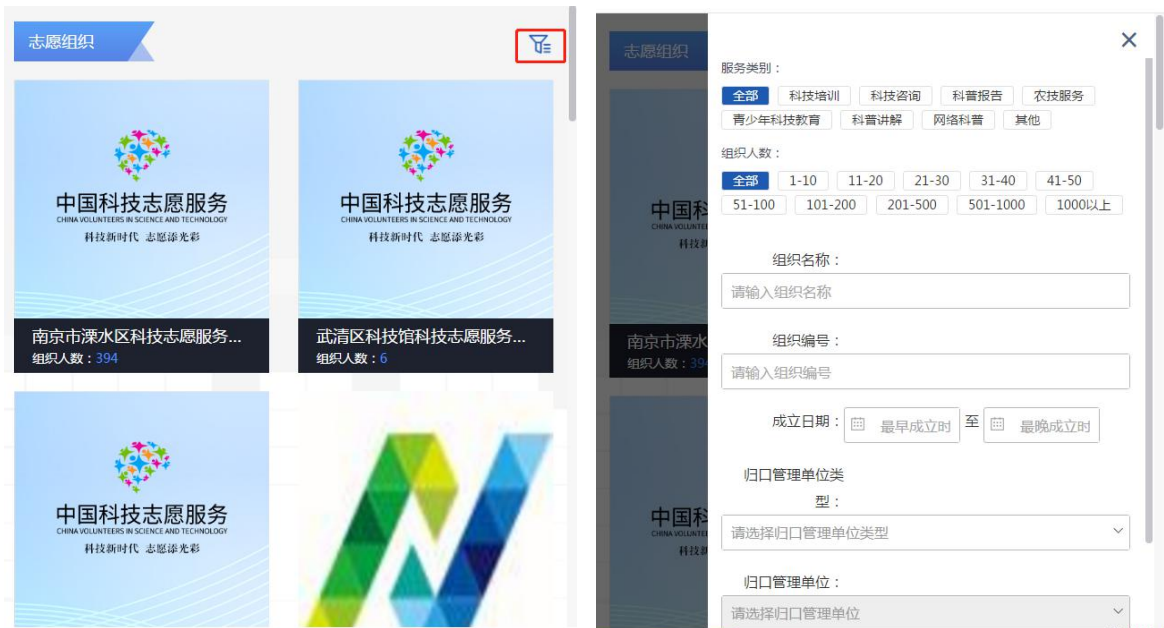 志愿组织
中国科技志愿服务
CHINA VOLUNTEERS IN SCIENCE AND TECHNOLOGY
科技新时代 志愿添光彩
南京市溧水区科技志愿服务...
组织人数：394
中国科技志愿服务
CHINA VOLUNTEERS IN SCIENCE AND TECHNOLOGY
科技新时代 志愿添光彩
武清区科技馆科技志愿服务...
组织人数：6
中国科技志愿服务
CHINA VOLUNTEERS IN SCIENCE AND TECHNOLOGY
科技新时代 志愿添光彩
志愿组织
中国科
CHINA VOLUNTE
科技新
南京市溧水
组织人数：39
中国科
CHINA VOLUNTE
科技新
服务类别：
全部 科技培训 科技咨询 科普报告 农技服务
青少年科技教育 科普讲解 网络科普 其他
组织人数：
全部 1-10 11-20 21-30 31-40 41-50
51-100 101-200 201-500 501-1000 1000以上
组织名称：
请输入组织名称
组织编号：
请输入组织编号
成立日期： 最早成立时 至 最晚成立时
归口管理单位类
型：
请选择归口管理单位类型
归口管理单位：
请选择归口管理单位